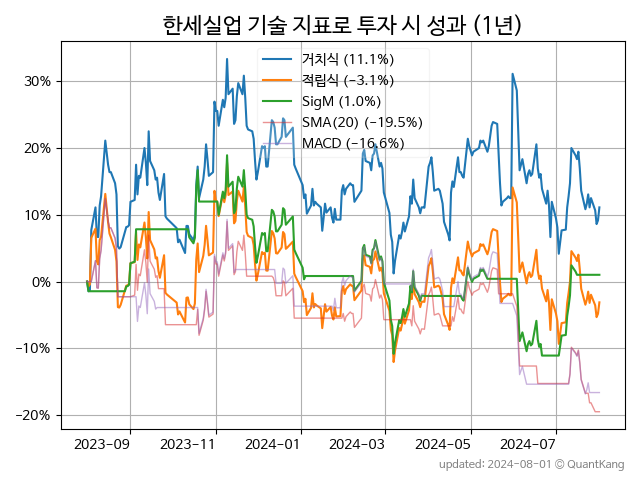 한세실업 기술 지표로 투자 시 성과 (1년)
거치식 (11.1%)
적립식 (−3.1%)
SigM (1.0%)
SMA(20) (−19.5%)
MACD (−16.6%)
30%
20%
10%
0%
−10%
−20%
2023-09 2023-11 2024-01 2024-03 2024-05 2024-07
updated: 2024-08-01 © QuantKang